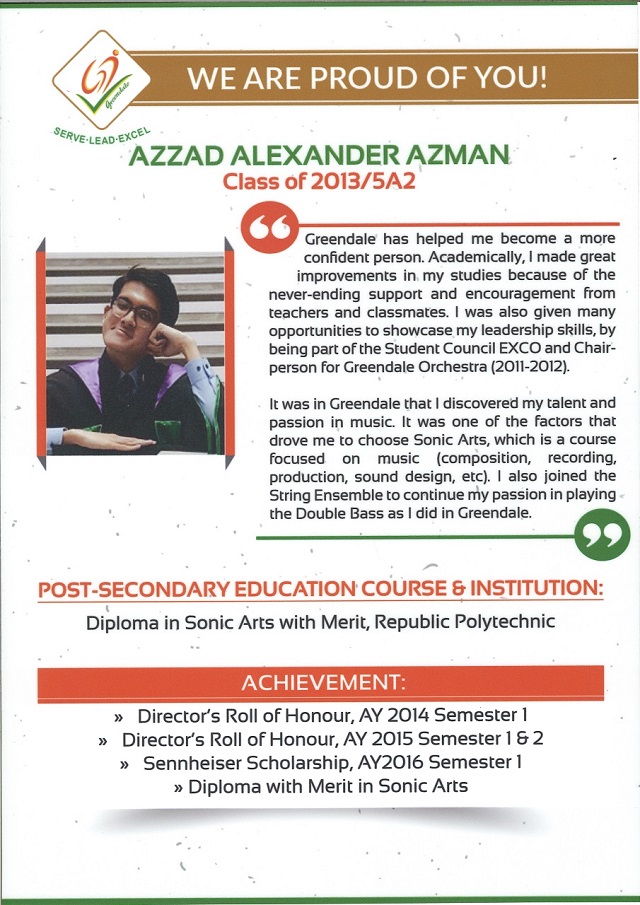 Greendale
SERVE·LEAD·EXCEL
WE ARE PROUD OF YOU!
AZZAD ALEXANDER AZMAN
Class of 2013/5A2
“
Greendale has helped me become a more
confident person. Academically, I made great
improvements in my studies because of the
never-ending support and encouragement from
teachers and classmates. I was also given many
opportunities to showcase my leadership skills, by
being part of the Student Council EXCO and Chair-
person for Greendale Orchestra (2011-2012).
It was in Greendale that I discovered my talent and
passion in music. It was one of the factors that
drove me to choose Sonic Arts, which is a course
focused on music (composition, recording,
production, sound design, etc). I also joined the
String Ensemble to continue my passion in playing
the Double Bass as I did in Greendale.
”
POST-SECONDARY EDUCATION COURSE & INSTITUTION:
Diploma in Sonic Arts with Merit, Republic Polytechnic
ACHIEVEMENT:
» Director's Roll of Honour, AY 2014 Semester 1
» Director's Roll of Honour, AY 2015 Semester 1 & 2
» Sennheiser Scholarship, AY2016 Semester 1
» Diploma with Merit in Sonic Arts